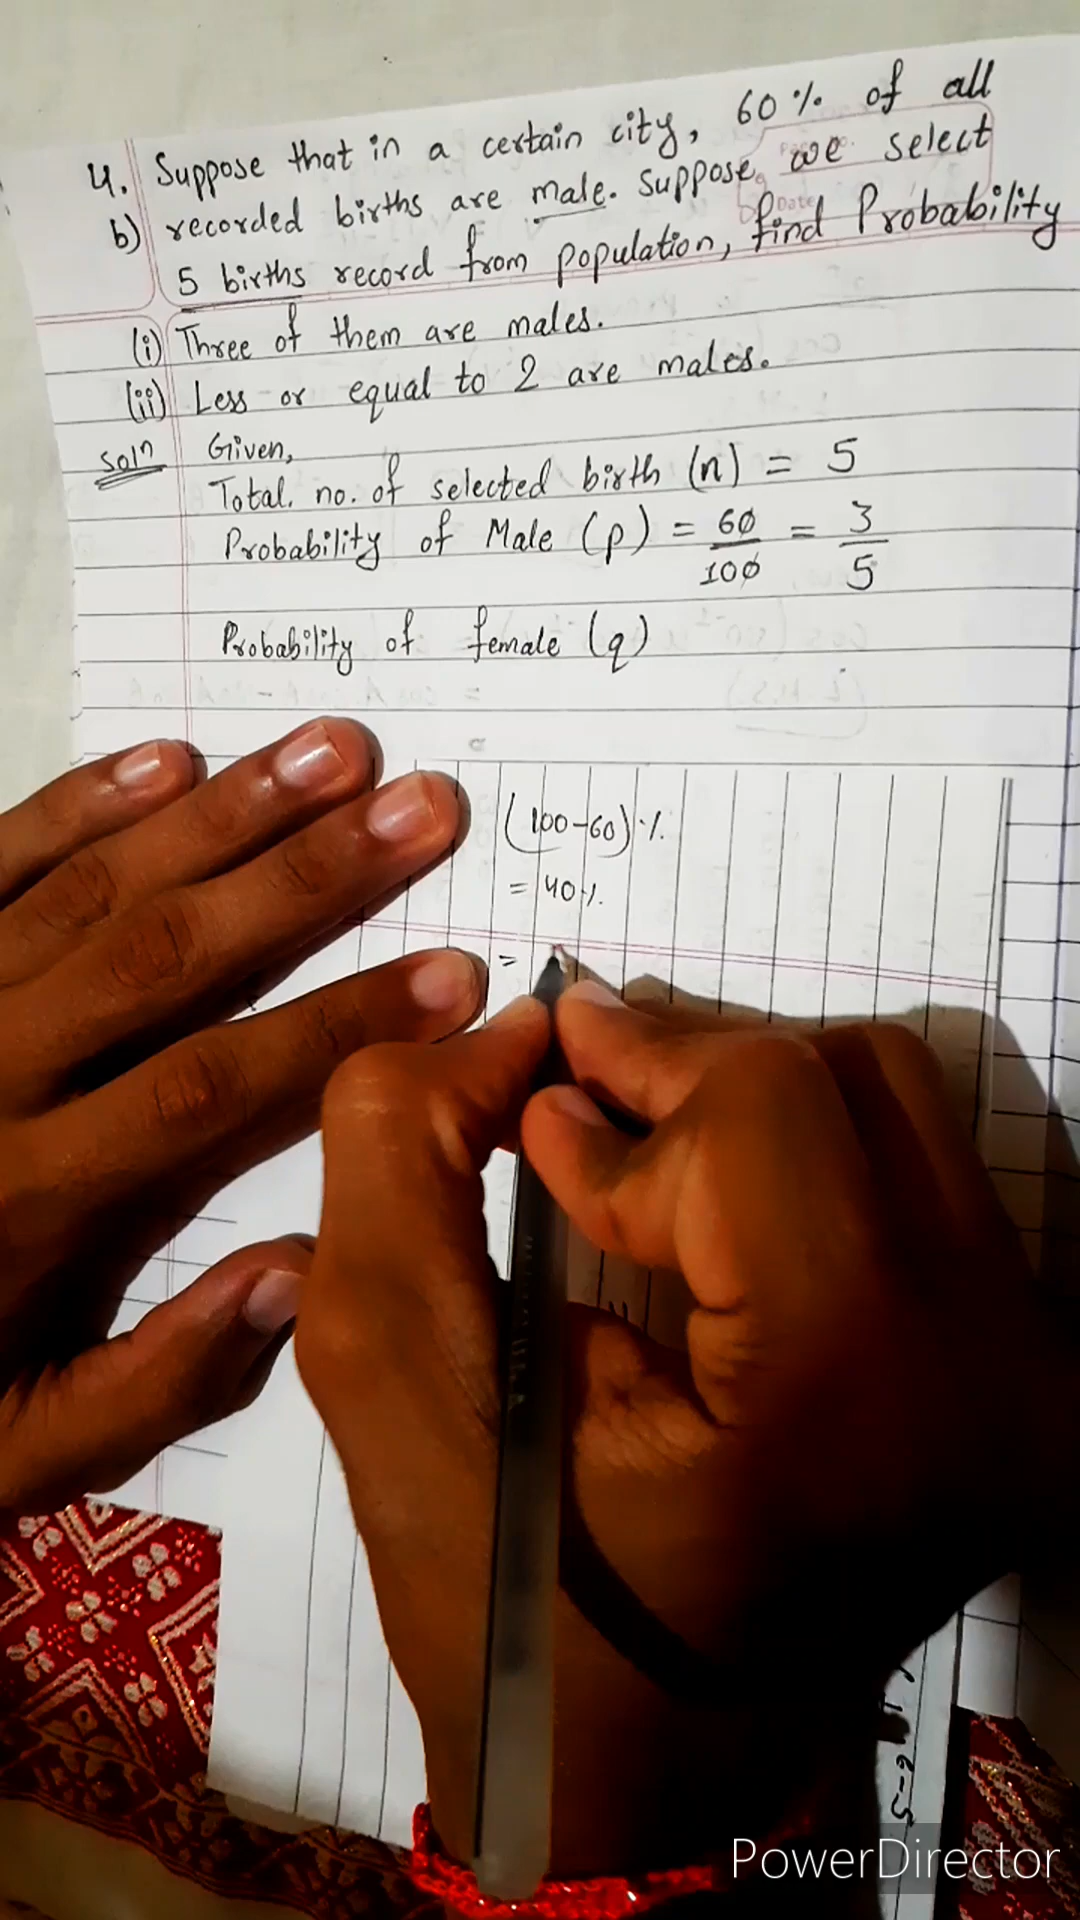 4. Suppose that in a certain city, 60% of all
b) recorded births are male. Suppose we select
5 births record from population, find Probability
(i) Three of them are males.
(ii) Less or equal to 2 are males.
Soln Given,
Total. no. of selected birth (n) = 5
Probability of Male (p) = 60/100 = 3/5
Probability of female (q)
(100-60)%
= 40%
=
PowerDirector